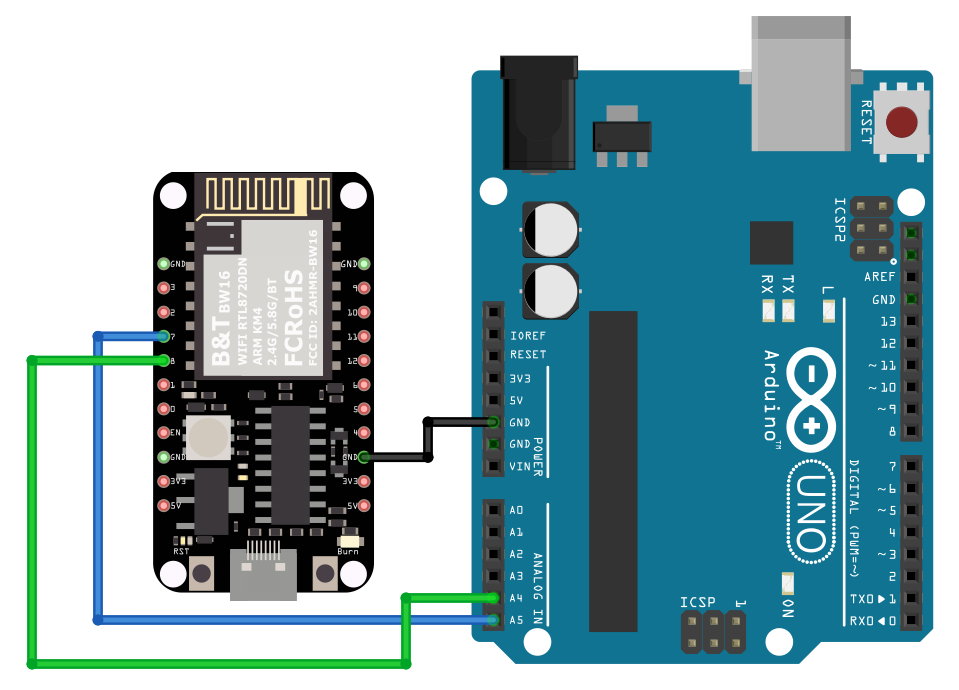 B&T BW16
WIFI RTL8720DN
ARM KM4
2.4G/5.8G/BT
FCRoHS
FCC ID: 2AHMR-BW16
GND
3
2
7
8
1
0
EN
GND
3V3
5V
RST
GND
9
10
11
12
6
5
4
GND
3V3
5V
Burn
RESET
ICSP2
IOREF
RESET
3V3
5V
GND
GND
VIN
POWER
A0
A1
A2
A3
A4
A5
ANALOG IN
RX
TX
L
Arduino™
UNO
ON
ICSP
1
AREF
GND
13
12
~11
~10
~9
8
7
~6
~5
4
~3
2
TX0▶1
RX0◀0
DIGITAL (PWM=~)